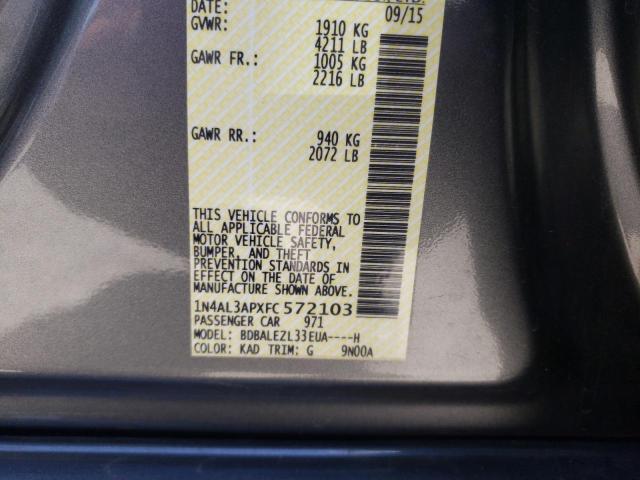 DATE: 09/15
GVWR: 1910 KG
4211 LB
GAWR FR.: 1005 KG
2216 LB
GAWR RR.: 940 KG
2072 LB
THIS VEHICLE CONFORMS TO
ALL APPLICABLE FEDERAL
MOTOR VEHICLE SAFETY,
BUMPER, AND THEFT
PREVENTION STANDARDS IN
EFFECT ON THE DATE OF
MANUFACTURE SHOWN ABOVE.
1N4AL3APXFC572103
PASSENGER CAR 971
MODEL: BDBALEZL33EUA----H
COLOR: KAD TRIM: G 9N00A